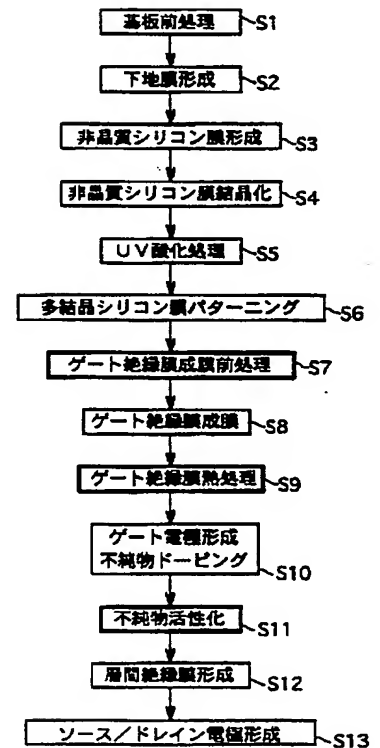 基板前処理 S1
下地膜形成 S2
非晶質シリコン膜形成 S3
非晶質シリコン膜結晶化 S4
UV酸化処理 S5
多結晶シリコン膜パターニング S6
ゲート絶縁膜成膜前処理 S7
ゲート絶縁膜成膜 S8
ゲート絶縁膜熱処理 S9
ゲート電極形成
不純物ドーピング S10
不純物活性化 S11
層間絶縁膜形成 S12
ソース/ドレイン電極形成 S13